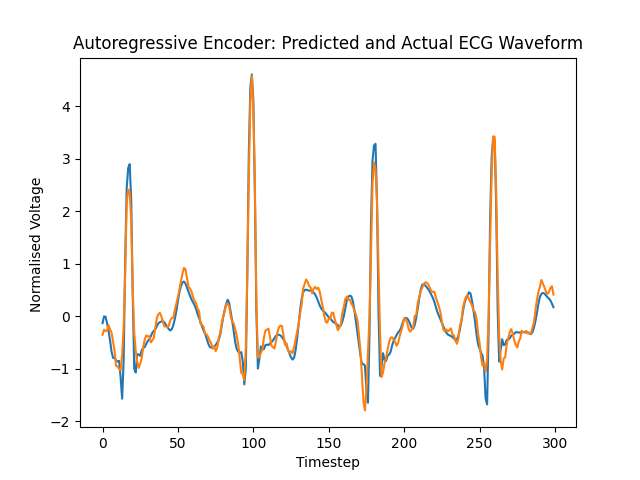 Autoregressive Encoder: Predicted and Actual ECG Waveform
4
3
2
1
0
−1
−2
Normalised Voltage
0 50 100 150 200 250 300
Timestep